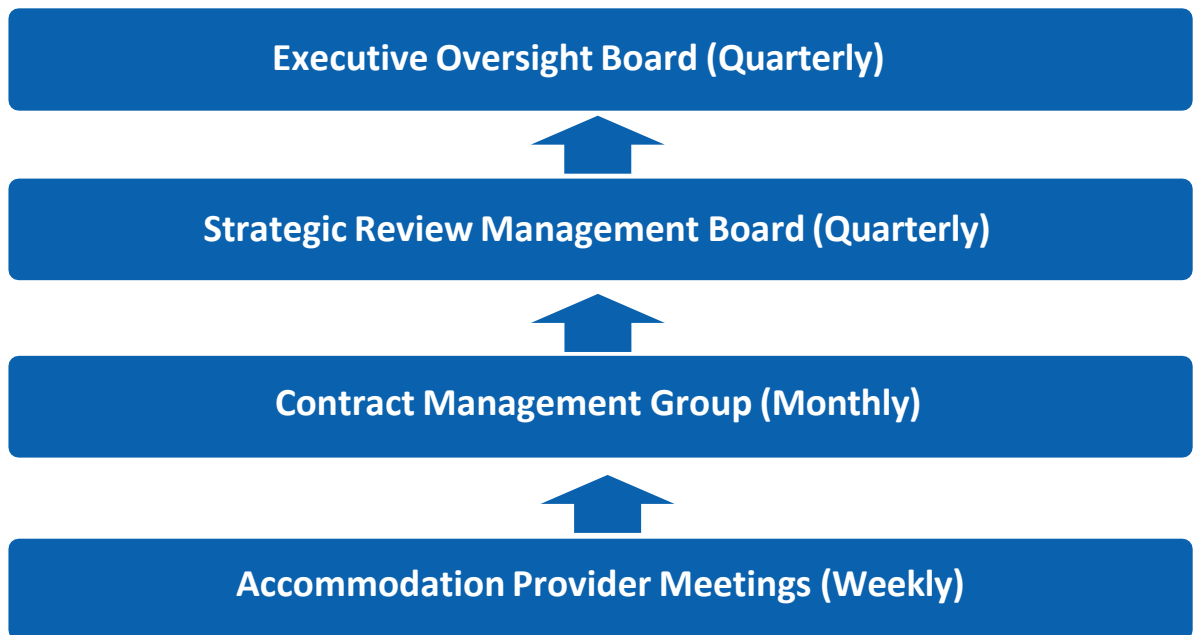 Executive Oversight Board (Quarterly)
Strategic Review Management Board (Quarterly)
Contract Management Group (Monthly)
Accommodation Provider Meetings (Weekly)